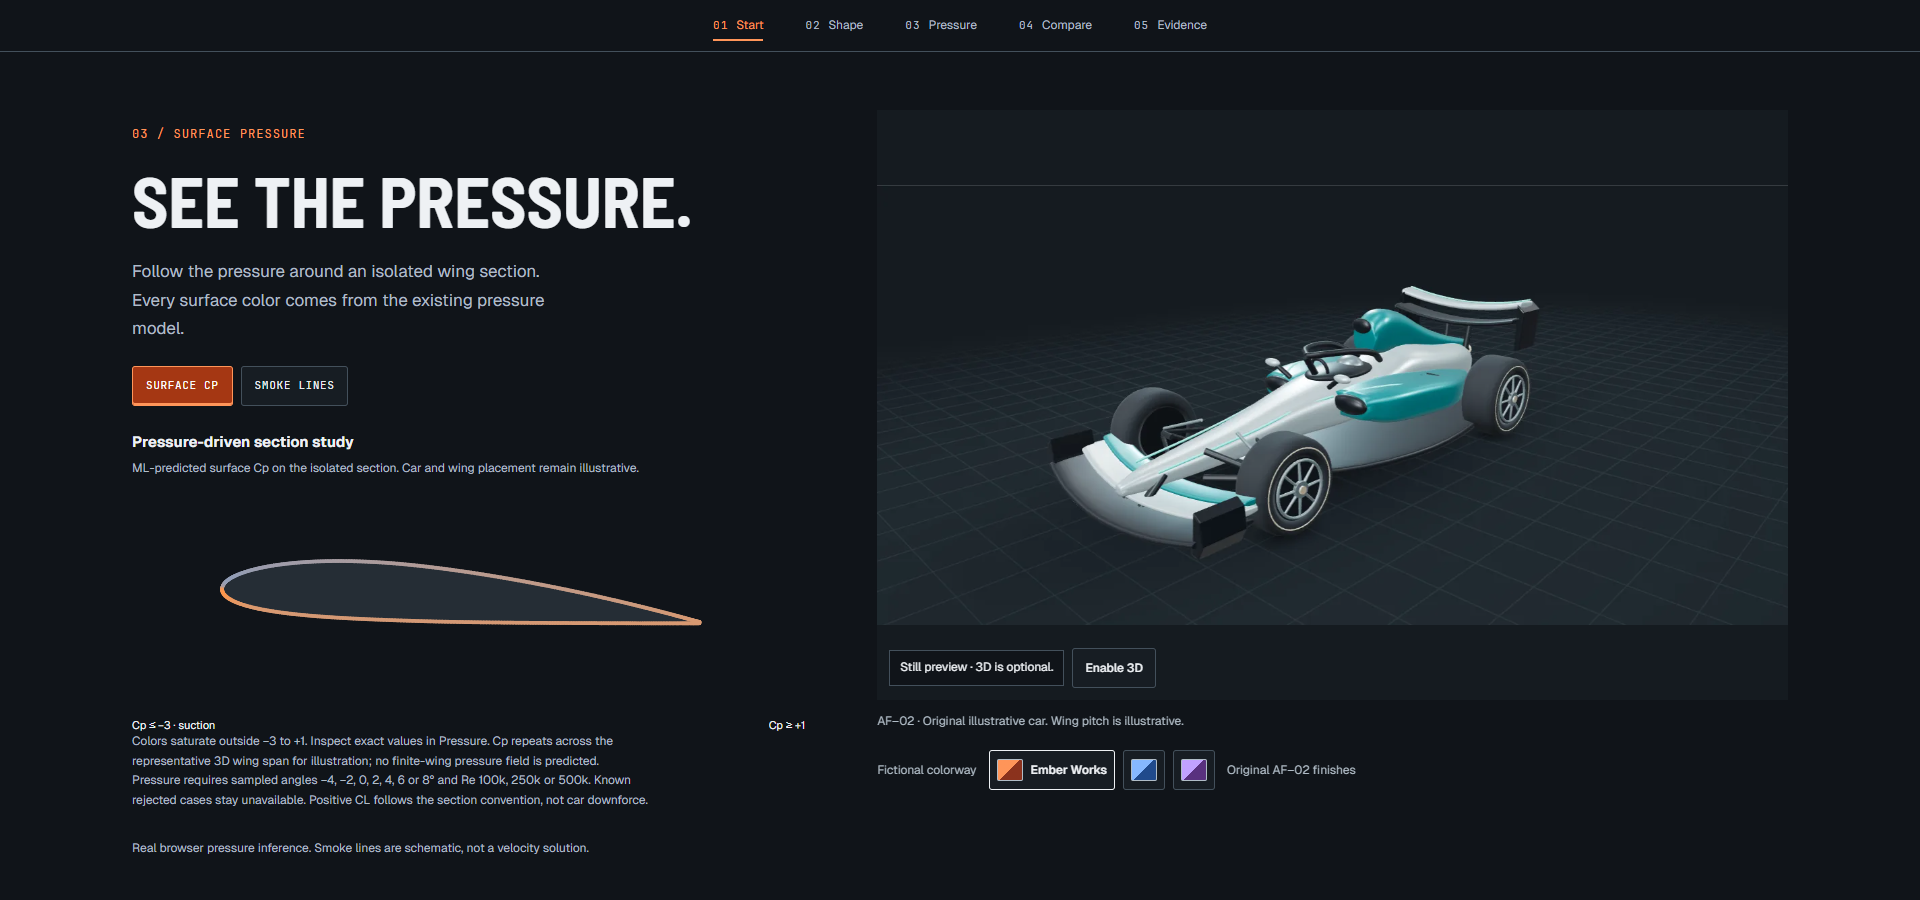 01 Start
02 Shape
03 Pressure
04 Compare
05 Evidence
03 / SURFACE PRESSURE
SEE THE PRESSURE.
Follow the pressure around an isolated wing section.
Every surface color comes from the existing pressure
model.
SURFACE CP
SMOKE LINES
Pressure-driven section study
ML-predicted surface Cp on the isolated section. Car and wing placement remain illustrative.
Cp ≤ −3 · suction
Cp ≥ +1
Colors saturate outside −3 to +1. Inspect exact values in Pressure. Cp repeats across the
representative 3D wing span for illustration; no finite-wing pressure field is predicted.
Pressure requires sampled angles −4, −2, 0, 2, 4, 6 or 8° and Re 100k, 250k or 500k. Known
rejected cases stay unavailable. Positive CL follows the section convention, not car downforce.
Real browser pressure inference. Smoke lines are schematic, not a velocity solution.
Still preview · 3D is optional.
Enable 3D
AF–02 · Original illustrative car. Wing pitch is illustrative.
Fictional colorway
Ember Works
Original AF–02 finishes